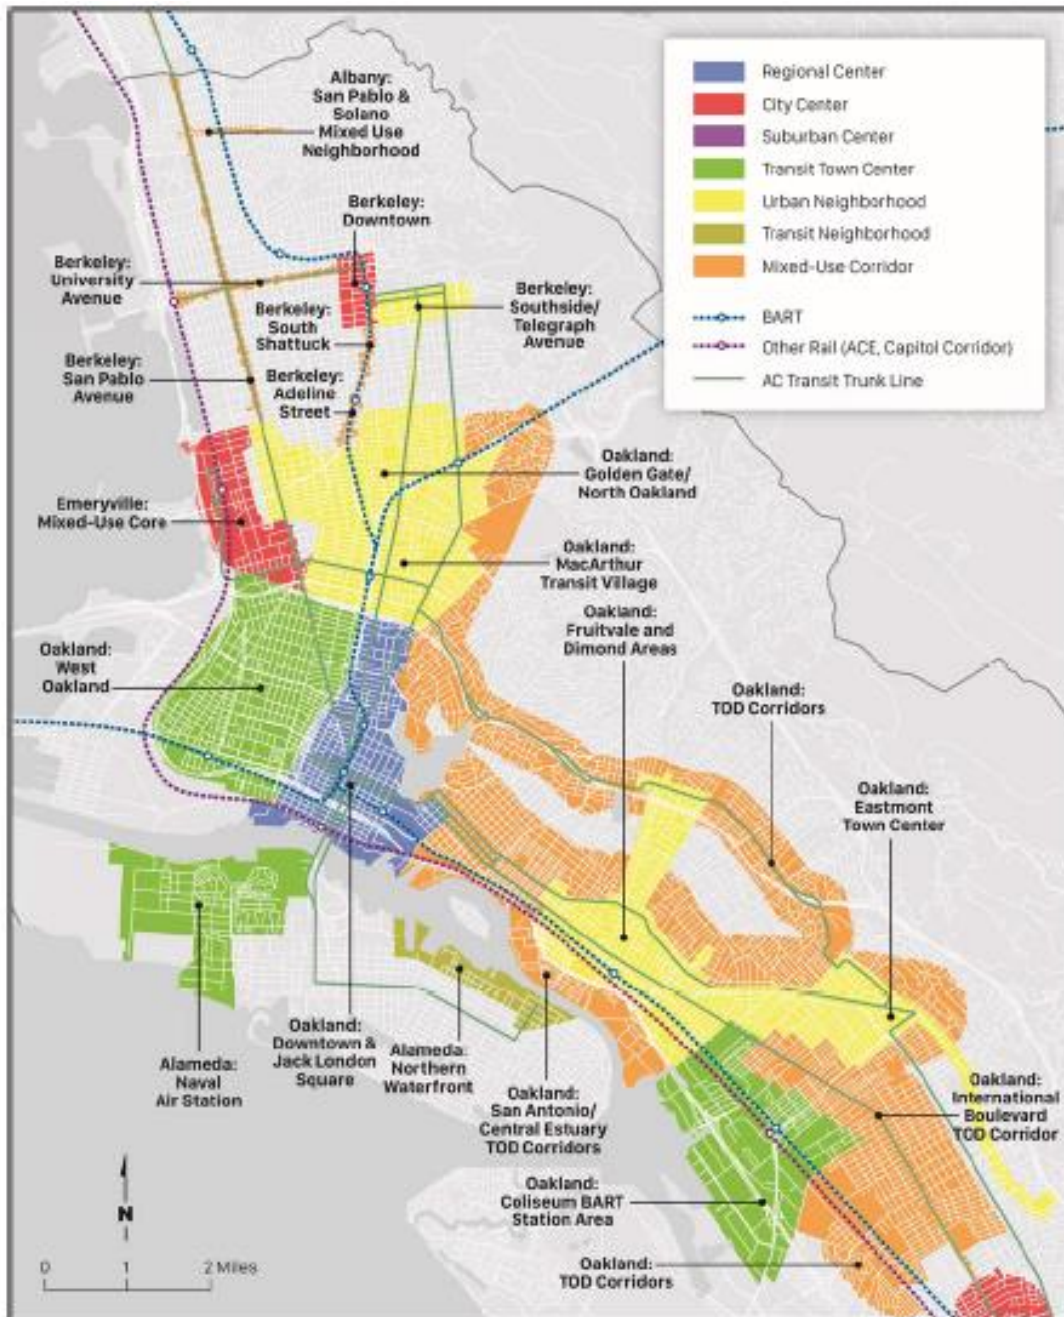 Regional Center
City Center
Suburban Center
Transit Town Center
Urban Neighborhood
Transit Neighborhood
Mixed-Use Corridor
BART
Other Rail (ACE, Capitol Corridor)
AC Transit Trunk Line
Albany:
San Pablo &
Solano
Mixed Use
Neighborhood
Berkeley:
Downtown
Berkeley:
University
Avenue
Berkeley:
Southside/
Telegraph
Avenue
Berkeley:
South
Shattuck
Berkeley:
San Pablo
Avenue
Berkeley:
Adeline
Street
Oakland:
Golden Gate/
North Oakland
Emeryville:
Mixed-Use Core
Oakland:
MacArthur
Transit Village
Oakland:
Fruitvale and
Dimond Areas
Oakland:
West
Oakland
Oakland:
TOD Corridors
Oakland:
Eastmont
Town Center
Alameda:
Naval
Air Station
Oakland:
Downtown &
Jack London
Square
Alameda:
Northern
Waterfront
Oakland:
San Antonio/
Central Estuary
TOD Corridors
Oakland:
International
Boulevard
TOD Corridor
Oakland:
Coliseum BART
Station Area
Oakland:
TOD Corridors
N
0 1 2 Miles